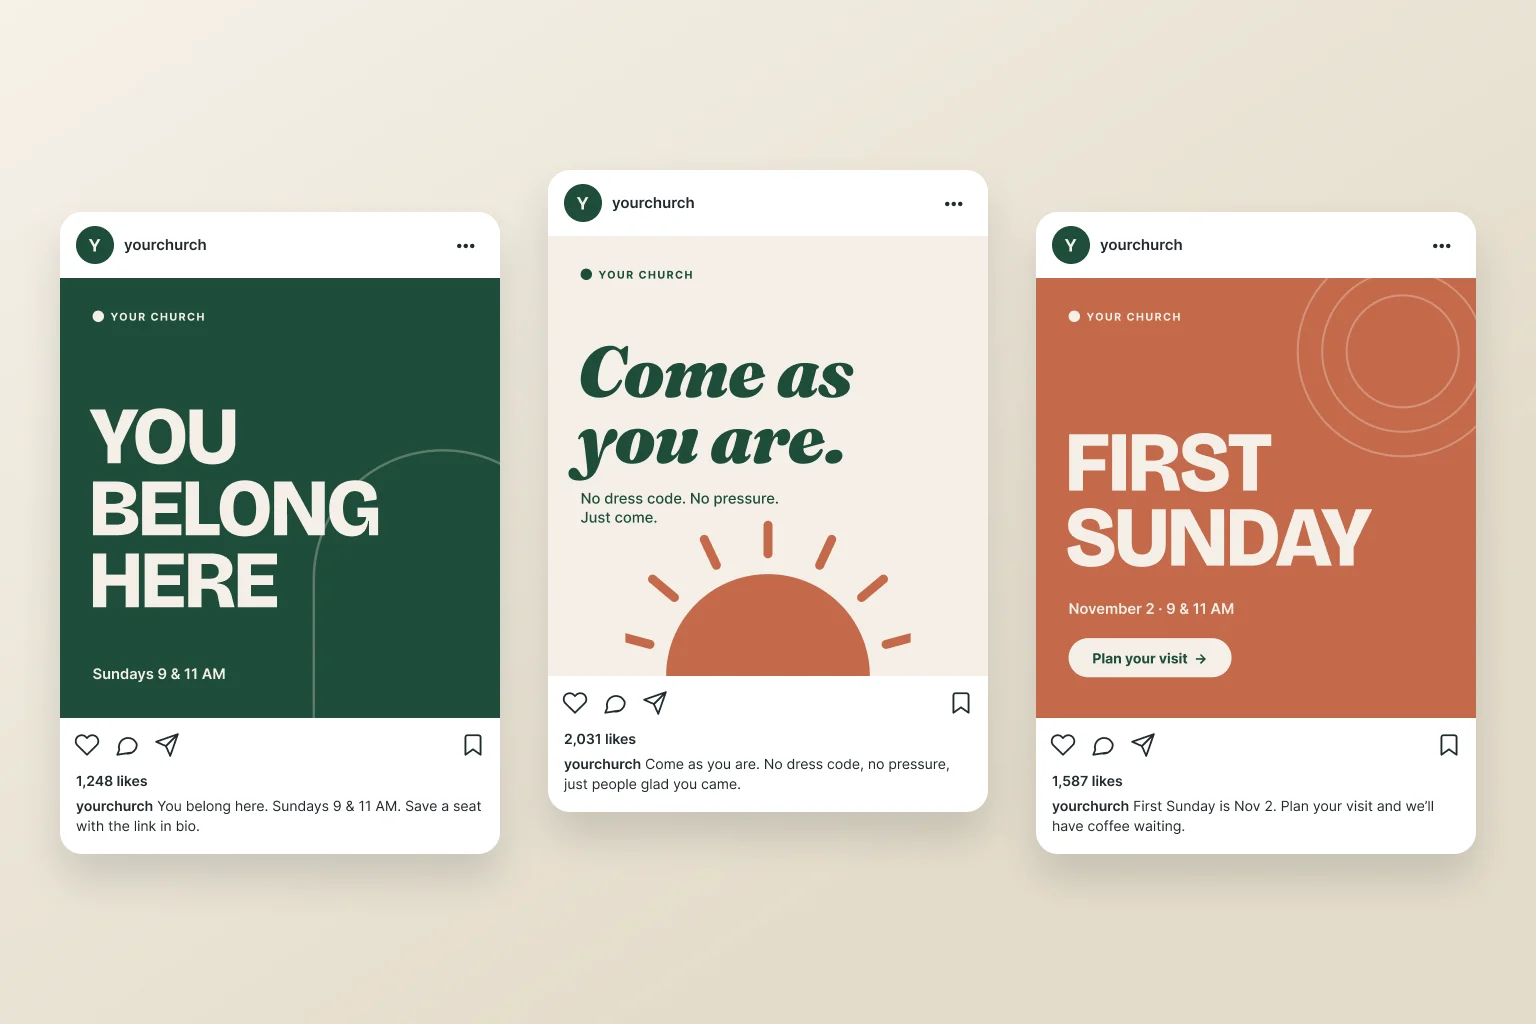 Y yourchurch
YOUR CHURCH
YOU
BELONG
HERE
Sundays 9 & 11 AM
1,248 likes
yourchurch You belong here. Sundays 9 & 11 AM. Save a seat
with the link in bio.
Y yourchurch
YOUR CHURCH
Come as
you are.
No dress code. No pressure.
Just come.
2,031 likes
yourchurch Come as you are. No dress code, no pressure,
just people glad you came.
Y yourchurch
YOUR CHURCH
FIRST
SUNDAY
November 2 · 9 & 11 AM
Plan your visit →
1,587 likes
yourchurch First Sunday is Nov 2. Plan your visit and we’ll
have coffee waiting.